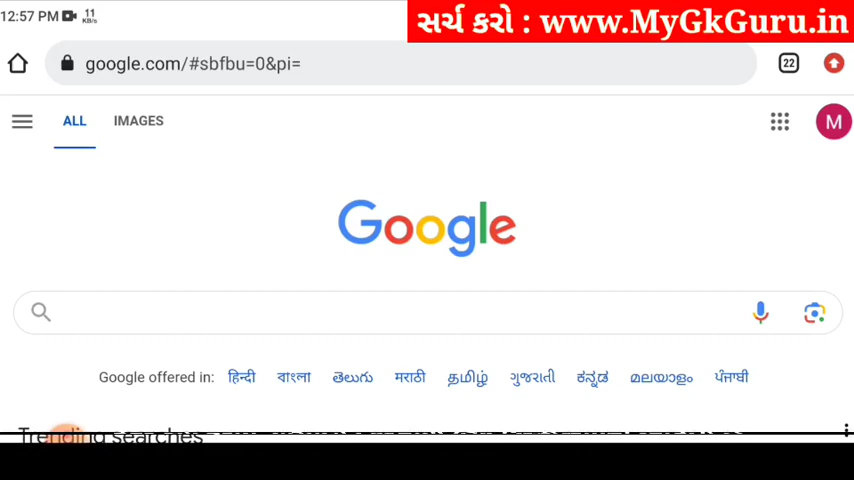 12:57 PM 11 KB/s
સર્ચ કરો : www.MyGkGuru.in
google.com/#sbfbu=0&pi=
22
ALL IMAGES
M
Google
Google offered in: हिन्दी বাংলা తెలుగు मराठी தமிழ் ગુજરાતી ಕನ್ನಡ മലയാളം ਪੰਜਾਬੀ
Trending searches